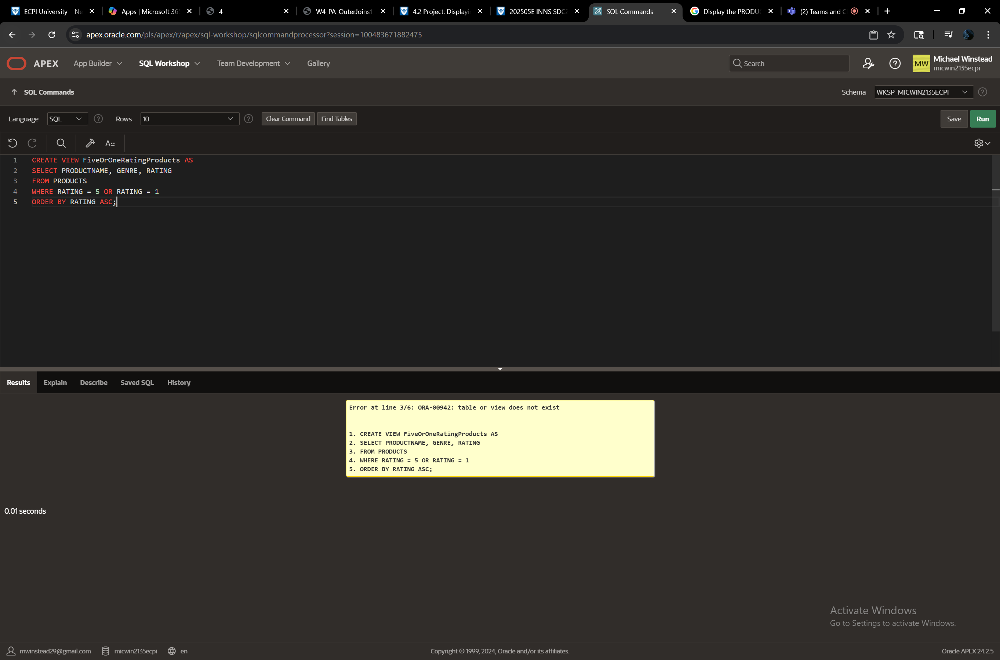 ECPI University – Ne
Apps | Microsoft 365
4
W4_PA_OuterJoins1
4.2 Project: Displayin
202505E INNS SDC2
SQL Commands
Display the PRODUC
(2) Teams and C
apex.oracle.com/pls/apex/r/apex/sql-workshop/sqlcommandprocessor?session=100483671882475
APEX
App Builder
SQL Workshop
Team Development
Gallery
Search
MW
Michael Winstead
micwin2135ecpi
SQL Commands
Schema
WKSP_MICWIN2135ECPI
Language
SQL
Rows
10
Clear Command
Find Tables
Save
Run
A::
1 CREATE VIEW FiveOrOneRatingProducts AS
2 SELECT PRODUCTNAME, GENRE, RATING
3 FROM PRODUCTS
4 WHERE RATING = 5 OR RATING = 1
5 ORDER BY RATING ASC;
Results
Explain
Describe
Saved SQL
History
Error at line 3/6: ORA-00942: table or view does not exist
1. CREATE VIEW FiveOrOneRatingProducts AS
2. SELECT PRODUCTNAME, GENRE, RATING
3. FROM PRODUCTS
4. WHERE RATING = 5 OR RATING = 1
5. ORDER BY RATING ASC;
0.01 seconds
Activate Windows
Go to Settings to activate Windows.
mwinstead29@gmail.com
micwin2135ecpi
en
Copyright © 1999, 2024, Oracle and/or its affiliates.
Oracle APEX 24.2.5